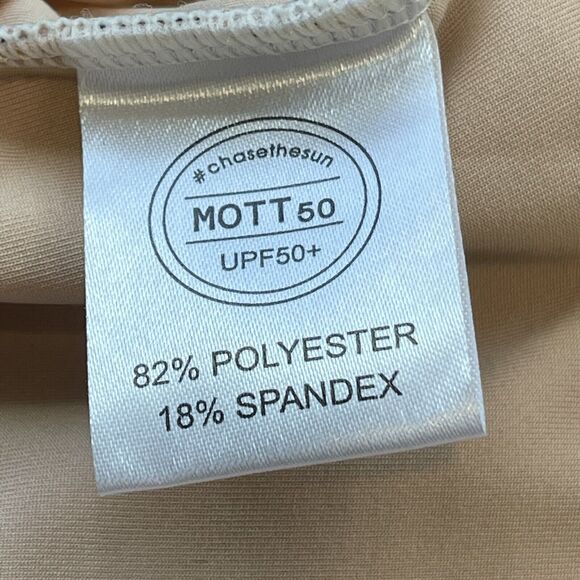 #chasethesun
MOTT50
UPF50+
82% POLYESTER
18% SPANDEX